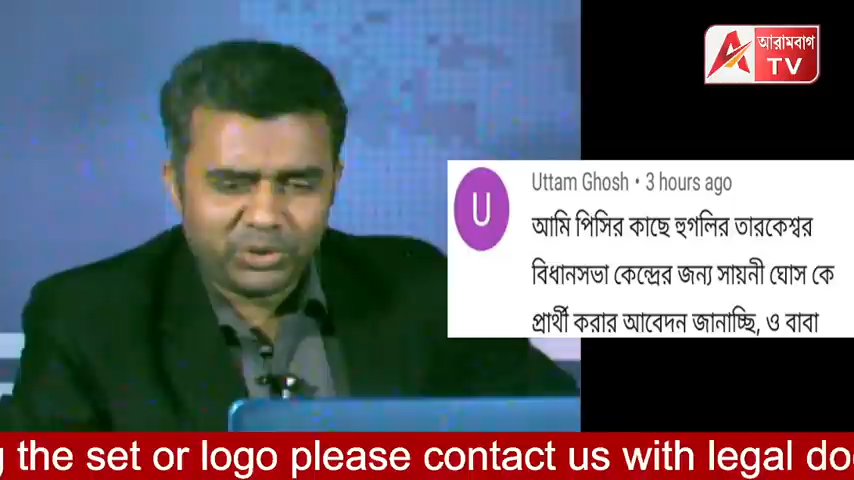 আরামবাগ
TV
U
Uttam Ghosh • 3 hours ago
আমি পিসির কাছে হুগলির তারকেশ্বর
বিধানসভা কেন্দ্রের জন্য সায়নী ঘোস কে
প্রার্থী করার আবেদন জানাচ্ছি, ও বাবা
the set or logo please contact us with legal